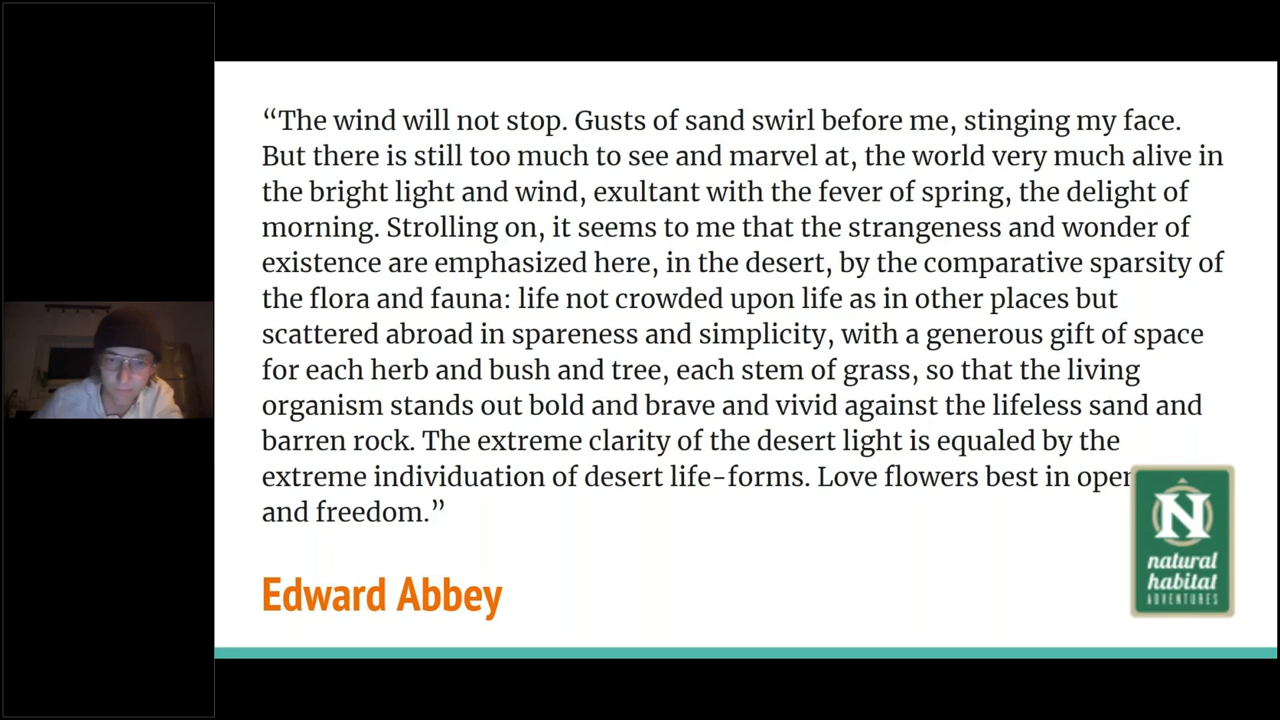 “The wind will not stop. Gusts of sand swirl before me, stinging my face.
But there is still too much to see and marvel at, the world very much alive in
the bright light and wind, exultant with the fever of spring, the delight of
morning. Strolling on, it seems to me that the strangeness and wonder of
existence are emphasized here, in the desert, by the comparative sparsity of
the flora and fauna: life not crowded upon life as in other places but
scattered abroad in spareness and simplicity, with a generous gift of space
for each herb and bush and tree, each stem of grass, so that the living
organism stands out bold and brave and vivid against the lifeless sand and
barren rock. The extreme clarity of the desert light is equaled by the
extreme individuation of desert life-forms. Love flowers best in
and freedom.”
Edward Abbey
N
natural
habitat
ADVENTURES